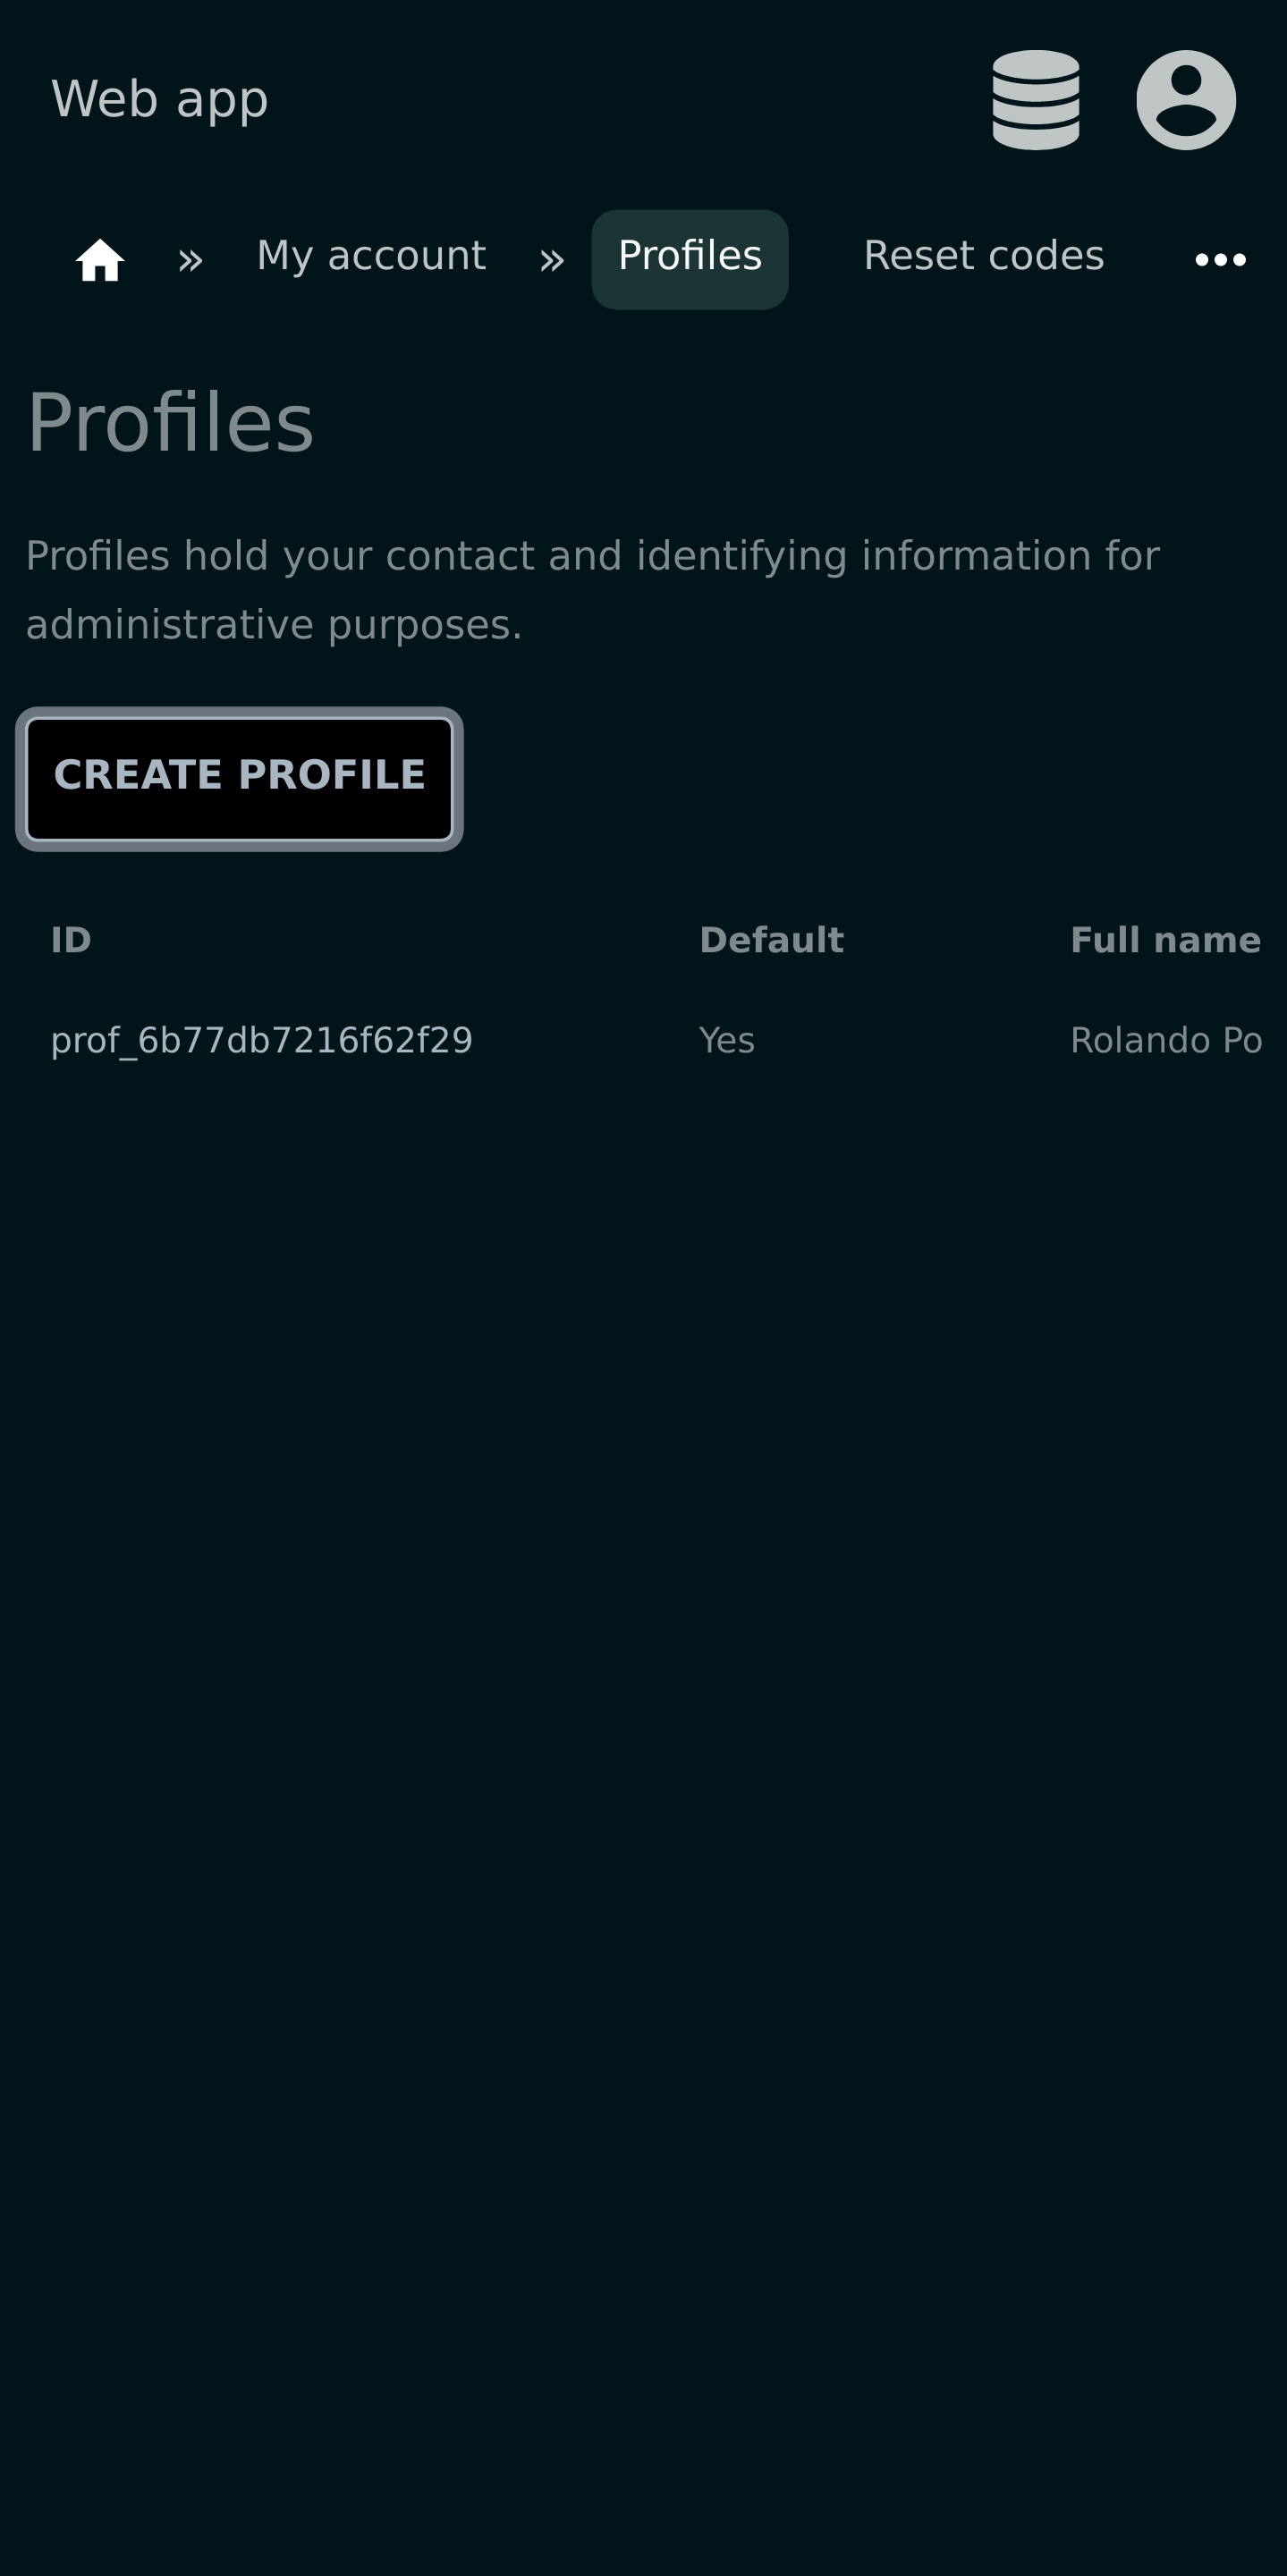 Web app
» My account » Profiles Reset codes
Profiles
Profiles hold your contact and identifying information for
administrative purposes.
CREATE PROFILE
ID Default Full name
prof_6b77db7216f62f29 Yes Rolando Po